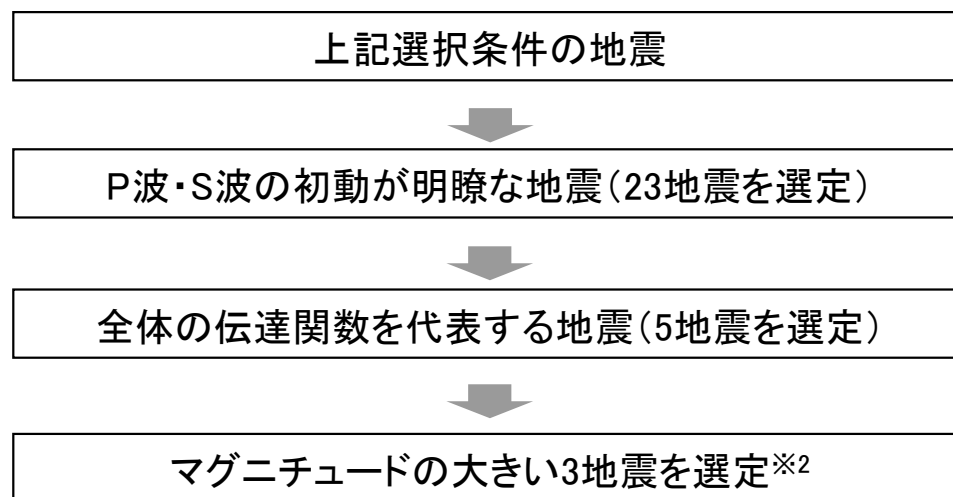 上記選択条件の地震
P波・S波の初動が明瞭な地震(23地震を選定)
全体の伝達関数を代表する地震(5地震を選定)
マグニチュードの大きい3地震を選定※2